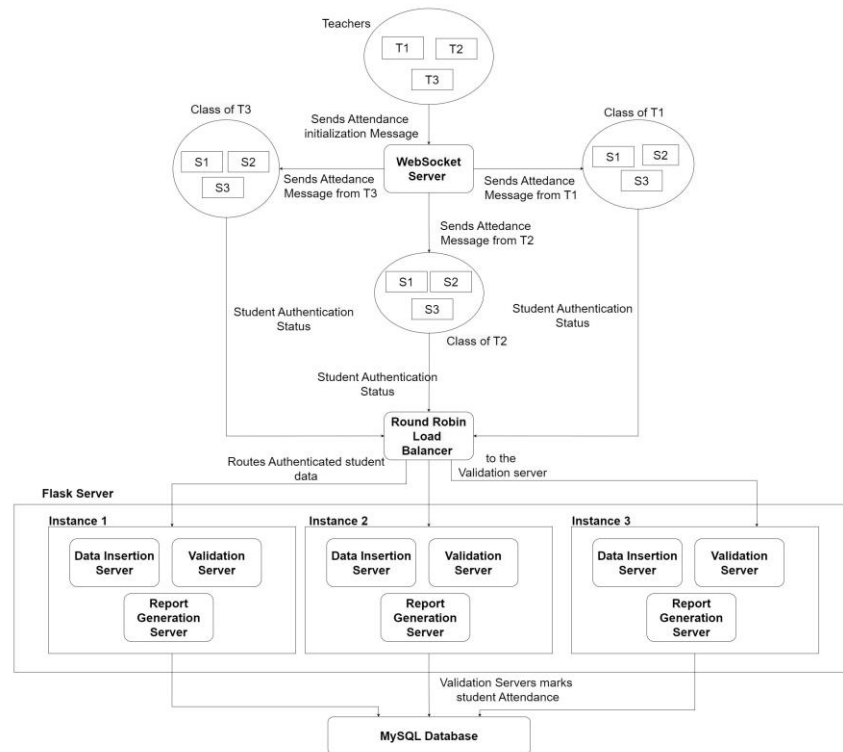 Teachers
T1
T2
T3
Class of T3
Sends Attendance
initialization Message
Class of T1
S1
S2
S3
WebSocket
Server
S1
S2
S3
Sends Attedance
Message from T3
Sends Attedance
Message from T1
Sends Attedance
Message from T2
S1
S2
S3
Student Authentication
Status
Student Authentication
Status
Class of T2
Student Authentication
Status
Round Robin
Load
Balancer
Routes Authenticated student
data
to the
Validation server
Flask Server
Instance 1
Instance 2
Instance 3
Data Insertion
Server
Validation
Server
Report
Generation
Server
Data Insertion
Server
Validation
Server
Report
Generation
Server
Data Insertion
Server
Validation
Server
Report
Generation
Server
Validation Servers marks
student Attendance
MySQL Database